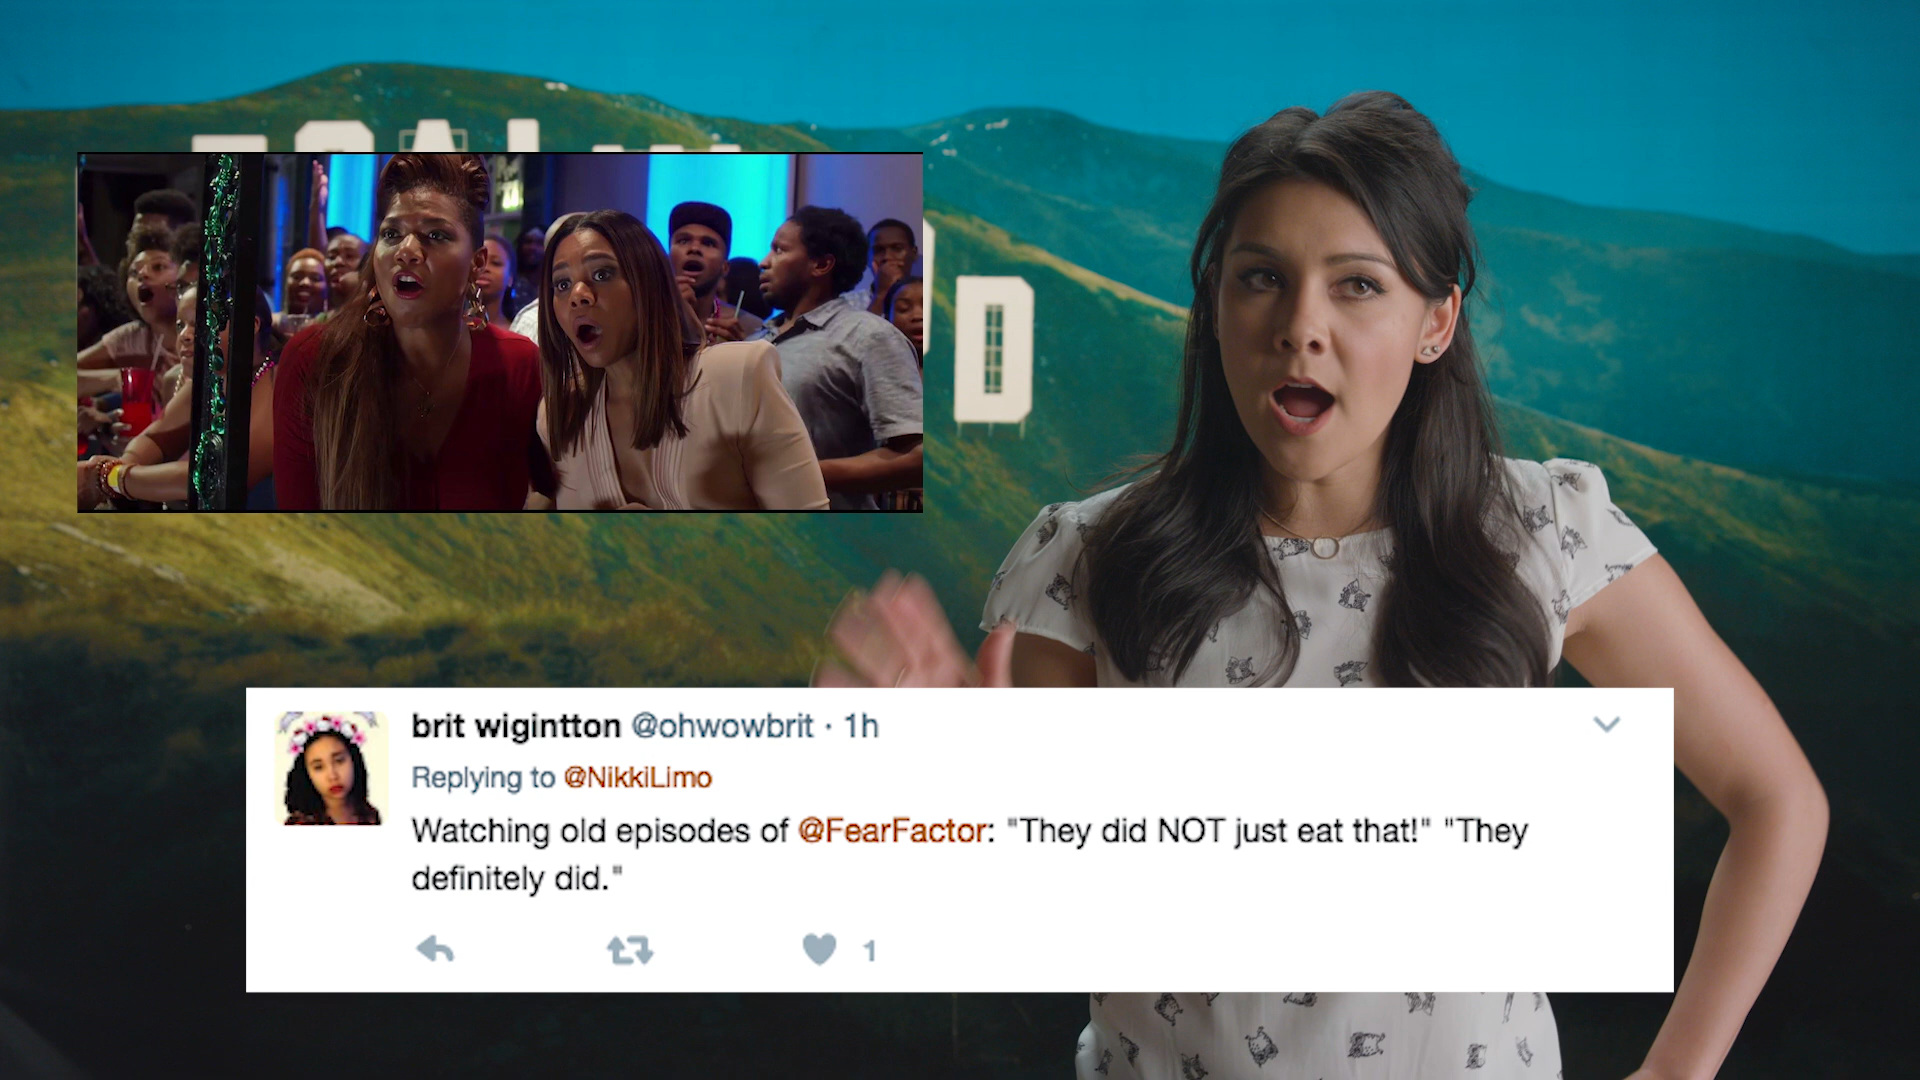 brit wigintton @ohwowbrit · 1h
Replying to @NikkiLimo
Watching old episodes of @FearFactor: "They did NOT just eat that!" "They
definitely did."
1